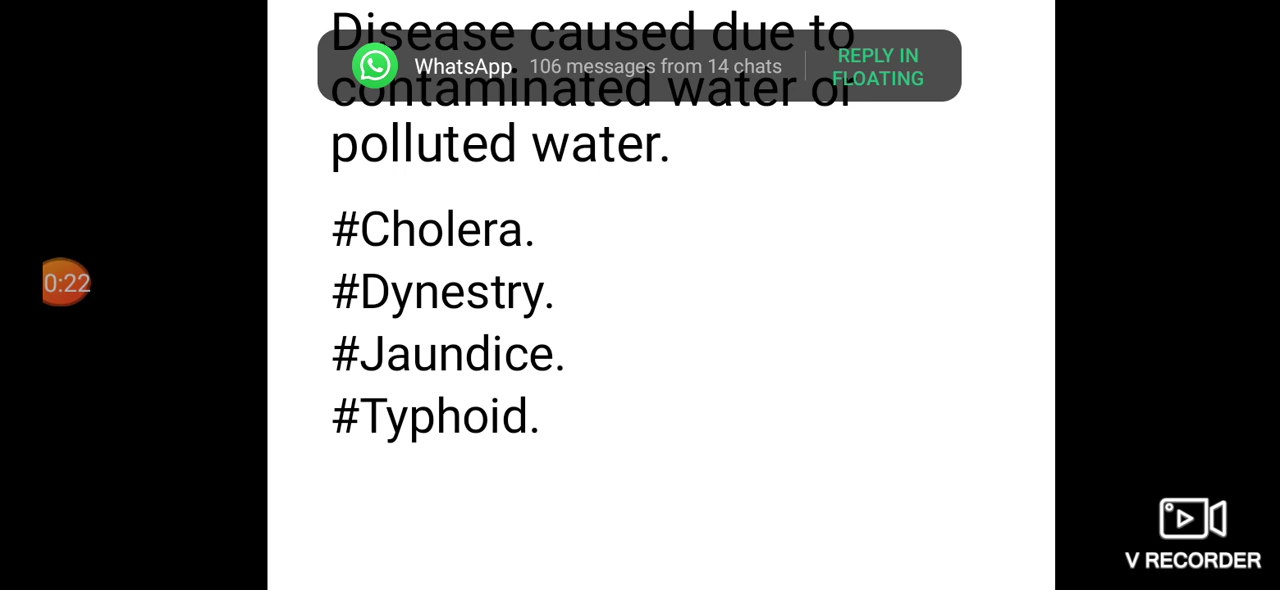 Disease caused due to
WhatsApp 106 messages from 14 chats
REPLY IN
FLOATING
contaminated water or
polluted water.
#Cholera.
#Dynestry.
#Jaundice.
#Typhoid.
0:22
V RECORDER